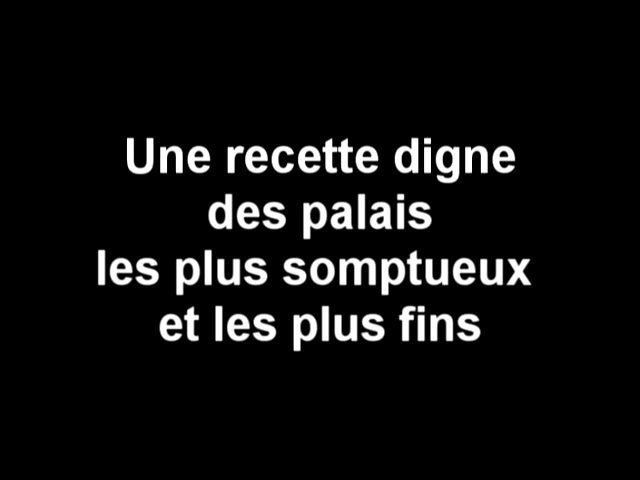 Une recette digne
des palais
les plus somptueux
et les plus fins